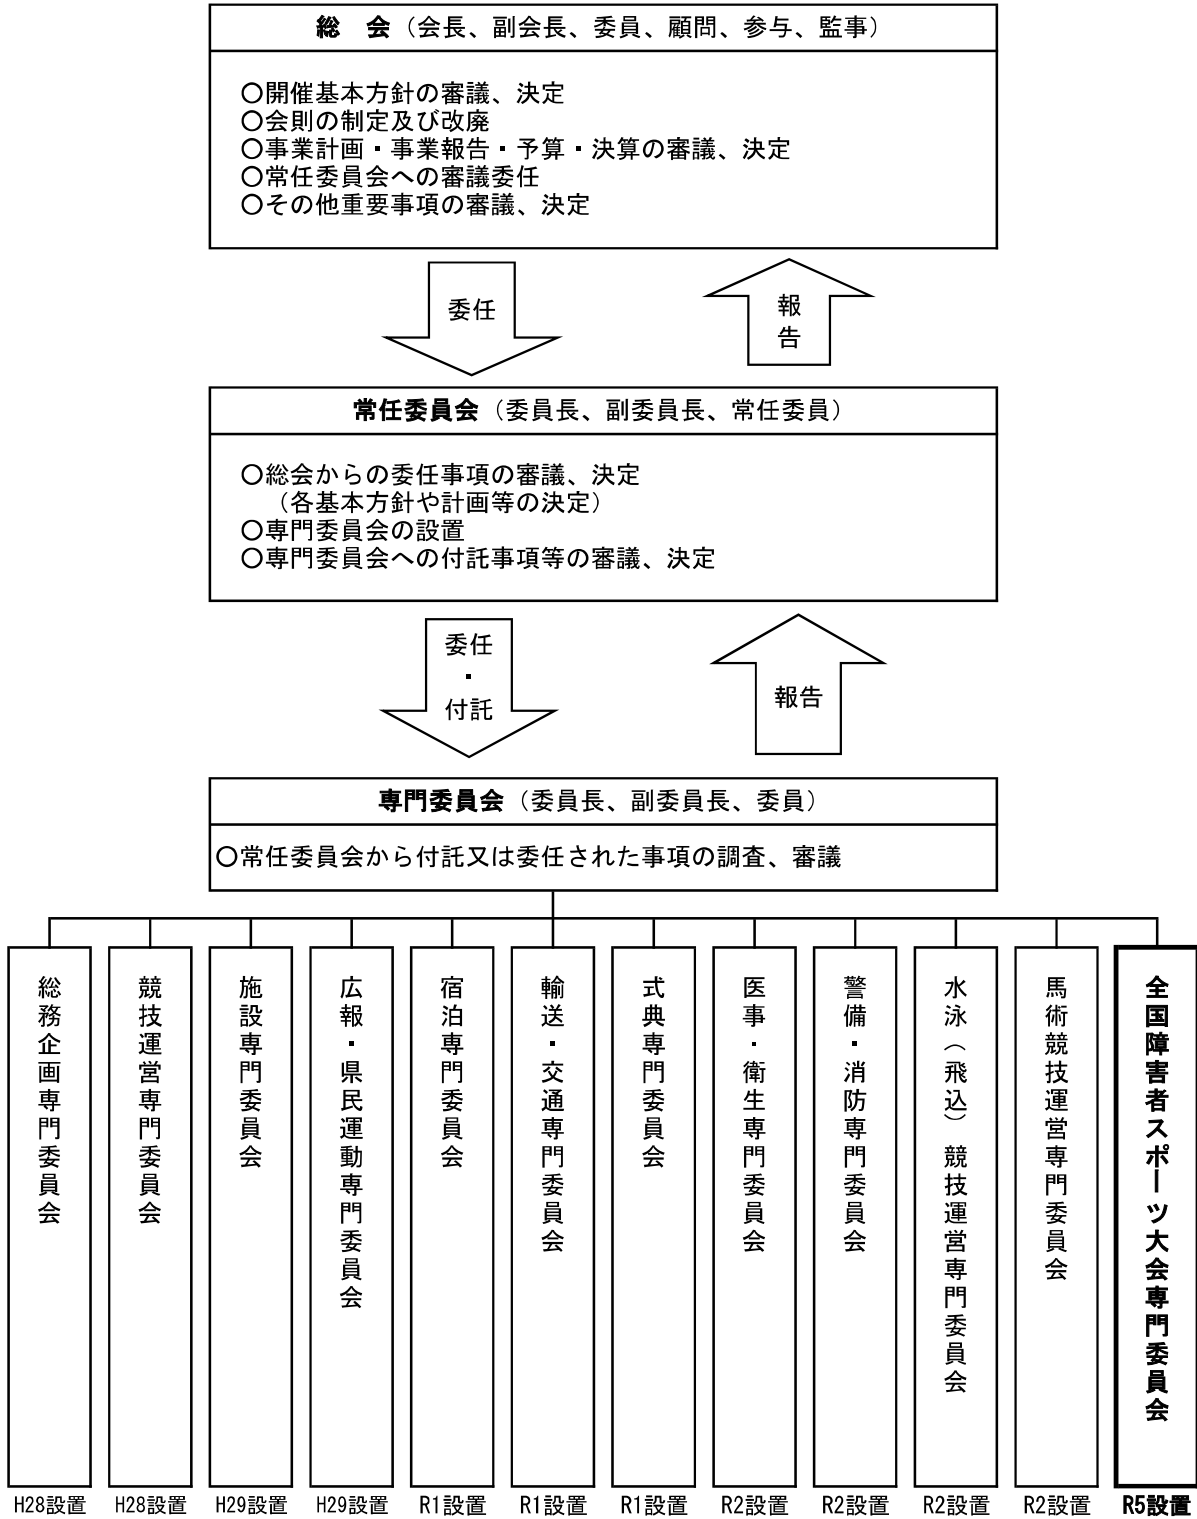 総　会（会長、副会長、委員、顧問、参与、監事）
○開催基本方針の審議、決定
○会則の制定及び改廃
○事業計画・事業報告・予算・決算の審議、決定
○常任委員会への審議委任
○その他重要事項の審議、決定
委任
報
告
常任委員会（委員長、副委員長、常任委員）
○総会からの委任事項の審議、決定
（各基本方針や計画等の決定）
○専門委員会の設置
○専門委員会への付託事項等の審議、決定
委任
・
付託
報告
専門委員会（委員長、副委員長、委員）
○常任委員会から付託又は委任された事項の調査、審議
総務企画専門委員会
競技運営専門委員会
施設専門委員会
広報・県民運動専門委員会
宿泊専門委員会
輸送・交通専門委員会
式典専門委員会
医事・衛生専門委員会
警備・消防専門委員会
水泳（飛込）競技運営専門委員会
馬術競技運営専門委員会
全国障害者スポーツ大会専門委員会
H28設置
H28設置
H29設置
H29設置
R1設置
R1設置
R1設置
R2設置
R2設置
R2設置
R2設置
R5設置